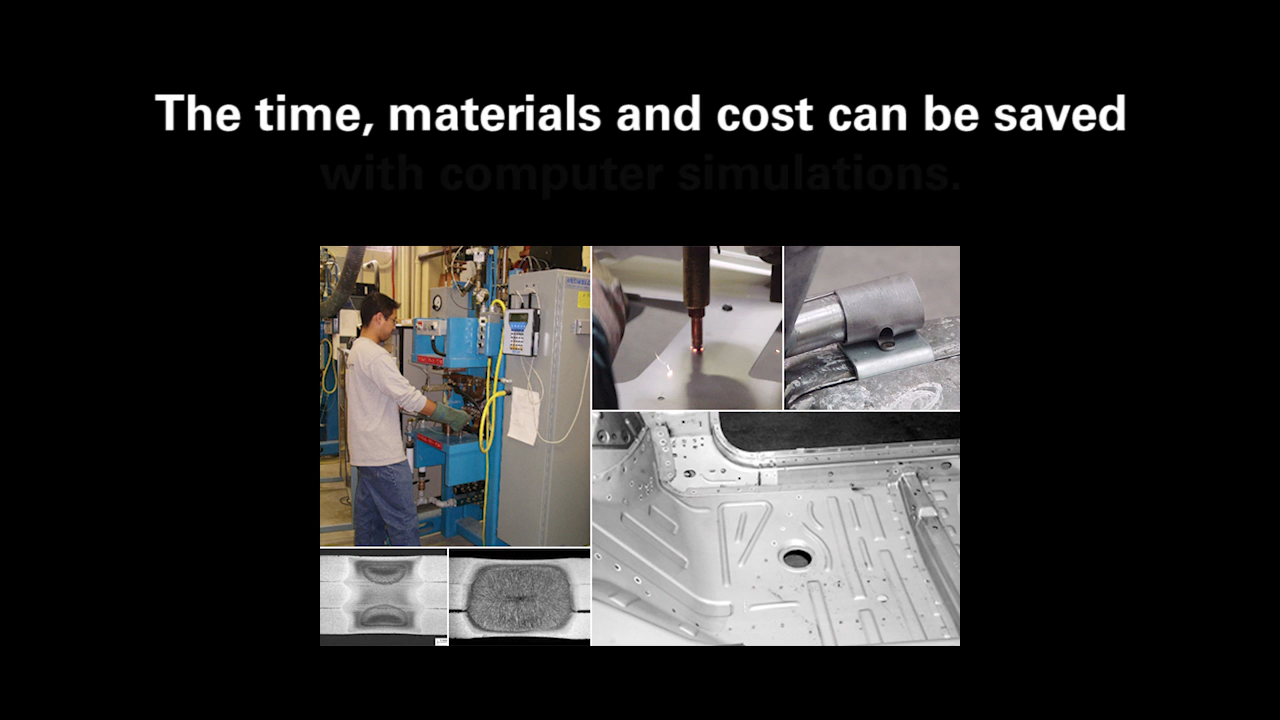 The time, materials and cost can be saved
with computer simulations.